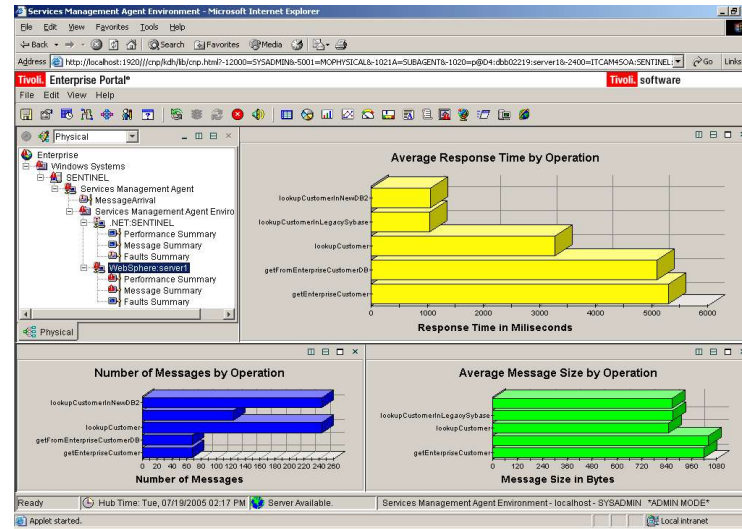 Services Management Agent Environment - Microsoft Internet Explorer
File Edit View Favorites Tools Help
Back Search Favorites Media
Address http://localhost:1920///cnp/kdh/lib/cnp.html?-12000=SYSADMIN&-5001=MOPHYSICAL&-1021A=SUBAGENT&-1020=p@D4:dbb02219:server1&-2400=ITCAM4SOA:SENTINEL: Go Links
Tivoli. Enterprise Portal® Tivoli. software
File Edit View Help
Physical
Enterprise
Windows Systems
SENTINEL
Services Management Agent
MessageArrival
Services Management Agent Enviro
.NET:SENTINEL
Performance Summary
Message Summary
Faults Summary
WebSphere:server1
Performance Summary
Message Summary
Faults Summary
Physical
Average Response Time by Operation
lookupCustomerInNewDB2
lookupCustomerInLegacySybase
lookupCustomer
getFromEnterpriseCustomerDB
getEnterpriseCustomer
0 1000 2000 3000 4000 5000 6000
Response Time in Miliseconds
Number of Messages by Operation
lookupCustomerInNewDB2
lookupCustomer
getFromEnterpriseCustomerDB
getEnterpriseCustomer
0 20 40 60 80 100 120 140 160 180 200 220 240 260
Number of Messages
Average Message Size by Operation
lookupCustomerInLegacySybase
lookupCustomer
getEnterpriseCustomer
0 120 240 360 480 600 720 840 960 1080
Message Size in Bytes
Ready Hub Time: Tue, 07/19/2005 02:17 PM Server Available. Services Management Agent Environment - localhost - SYSADMIN *ADMIN MODE*
Applet started. Local intranet